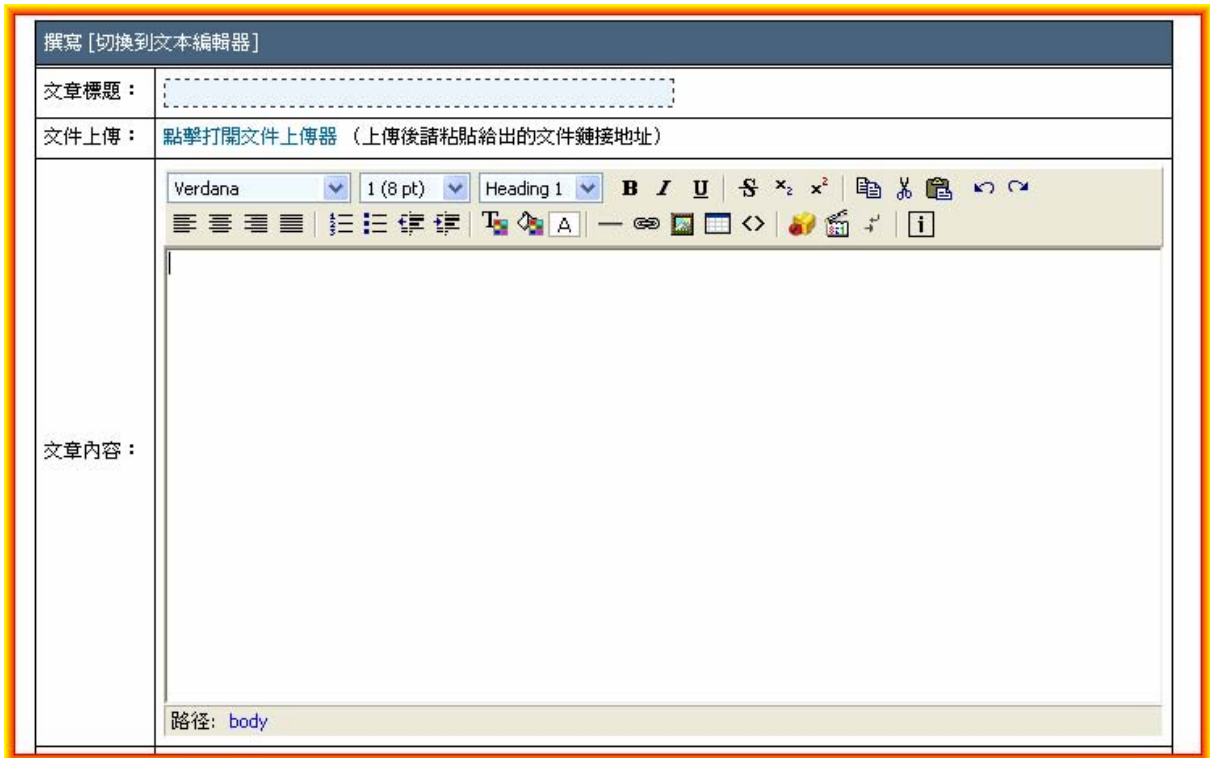 撰寫 [切換到文本編輯器]
文章標題：
文件上傳： 點擊打開文件上傳器 （上傳後請粘貼給出的文件鏈接地址）
Verdana 1 (8 pt) Heading 1 B I U S x₂ x²
T A i
文章內容：
路径: body